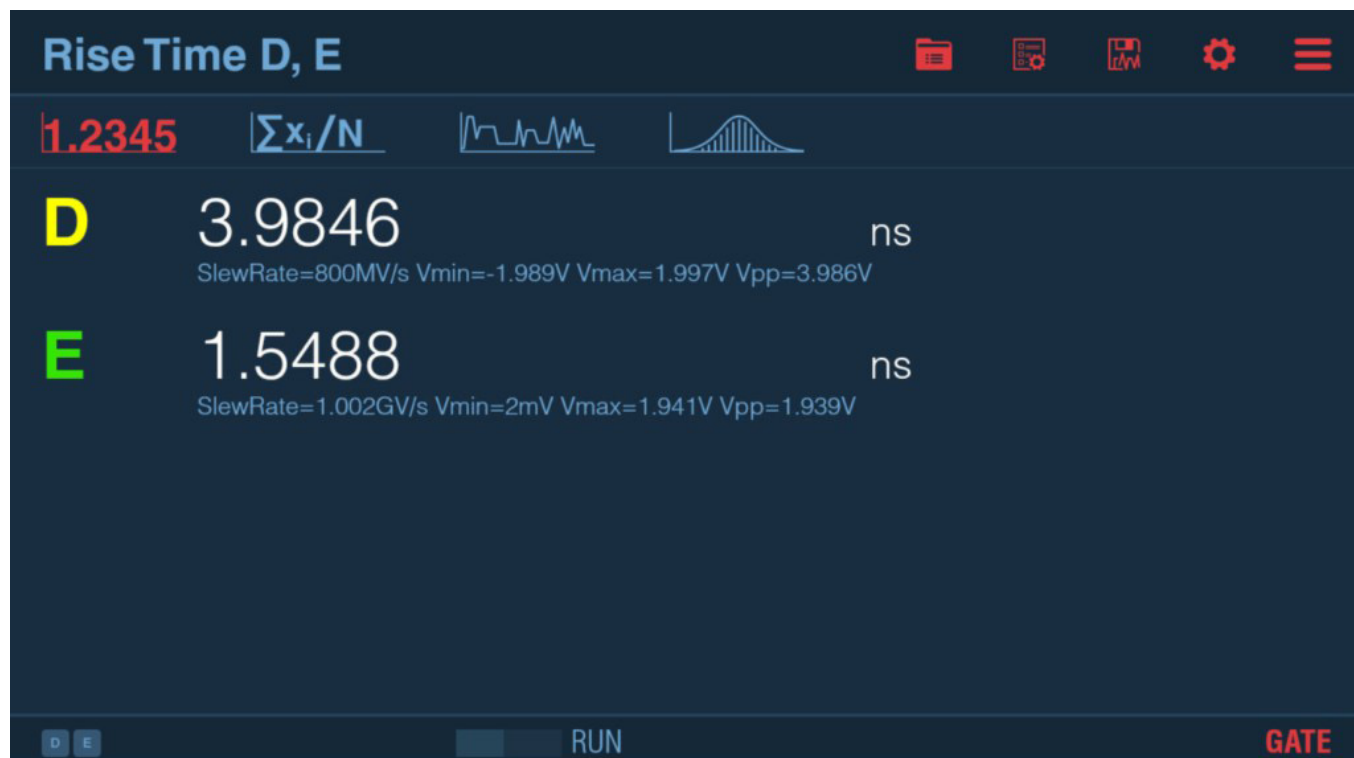 Rise Time D, E
1.2345 Σxᵢ/N
D 3.9846 ns
SlewRate=800MV/s Vmin=-1.989V Vmax=1.997V Vpp=3.986V
E 1.5488 ns
SlewRate=1.002GV/s Vmin=2mV Vmax=1.941V Vpp=1.939V
D E RUN GATE